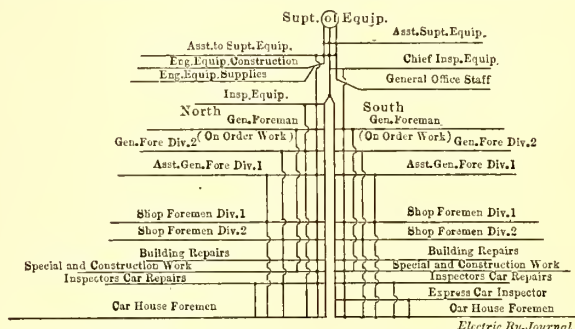 Supt. of Equip.
Asst. Supt. Equip.
Asst. to Supt. Equip.
Eng. Equip. Construction
Chief Insp. Equip.
Eng. Equip. Supplies
General Office Staff
Insp. Equip.
North
South
Gen. Foreman
Gen. Foreman
(On Order Work)
(On Order Work)
Gen. Fore Div. 2
Gen. Fore Div. 2
Asst. Gen. Fore Div. 1
Asst. Gen. Fore Div. 1
Shop Foremen Div. 1
Shop Foremen Div. 1
Shop Foremen Div. 2
Shop Foremen Div. 2
Building Repairs
Building Repairs
Special and Construction Work
Special and Construction Work
Inspectors Car Repairs
Inspectors Car Repairs
Express Car Inspector
Car House Foremen
Car House Foremen
Electric Ry. Journal